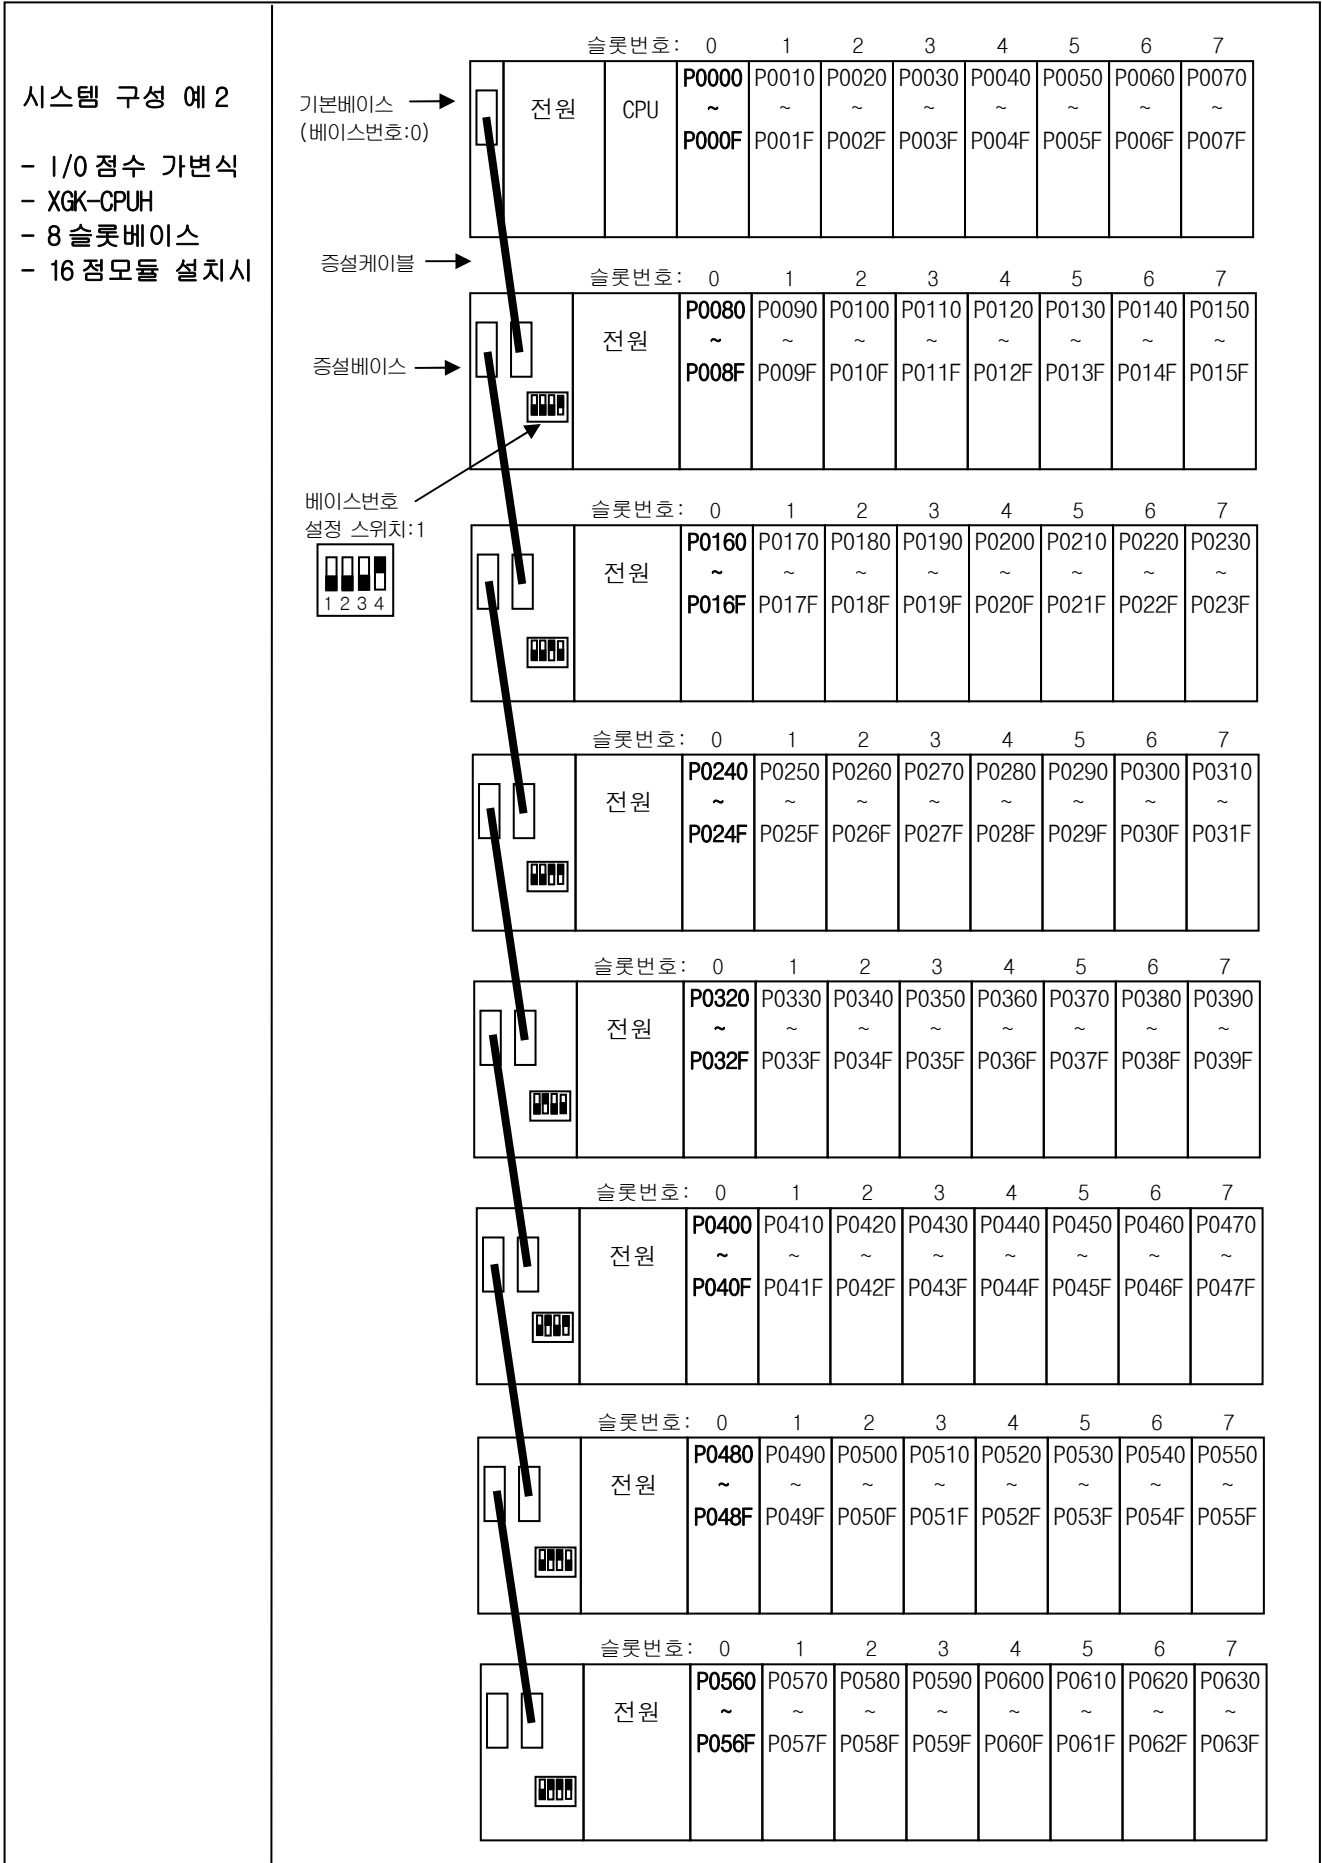 시스템 구성 예 2
- I/O 점수 가변식
- XGK-CPUH
- 8 슬롯베이스
- 16 점모듈 설치시
슬롯번호: 0 1 2 3 4 5 6 7
기본베이스
(베이스번호:0)
전원 CPU
P0000 P0010 P0020 P0030 P0040 P0050 P0060 P0070
~ ~ ~ ~ ~ ~ ~ ~
P000F P001F P002F P003F P004F P005F P006F P007F
증설케이블
슬롯번호: 0 1 2 3 4 5 6 7
증설베이스
전원
P0080 P0090 P0100 P0110 P0120 P0130 P0140 P0150
~ ~ ~ ~ ~ ~ ~ ~
P008F P009F P010F P011F P012F P013F P014F P015F
베이스번호
설정 스위치:1
1 2 3 4
슬롯번호: 0 1 2 3 4 5 6 7
전원
P0160 P0170 P0180 P0190 P0200 P0210 P0220 P0230
~ ~ ~ ~ ~ ~ ~ ~
P016F P017F P018F P019F P020F P021F P022F P023F
슬롯번호: 0 1 2 3 4 5 6 7
전원
P0240 P0250 P0260 P0270 P0280 P0290 P0300 P0310
~ ~ ~ ~ ~ ~ ~ ~
P024F P025F P026F P027F P028F P029F P030F P031F
슬롯번호: 0 1 2 3 4 5 6 7
전원
P0320 P0330 P0340 P0350 P0360 P0370 P0380 P0390
~ ~ ~ ~ ~ ~ ~ ~
P032F P033F P034F P035F P036F P037F P038F P039F
슬롯번호: 0 1 2 3 4 5 6 7
전원
P0400 P0410 P0420 P0430 P0440 P0450 P0460 P0470
~ ~ ~ ~ ~ ~ ~ ~
P040F P041F P042F P043F P044F P045F P046F P047F
슬롯번호: 0 1 2 3 4 5 6 7
전원
P0480 P0490 P0500 P0510 P0520 P0530 P0540 P0550
~ ~ ~ ~ ~ ~ ~ ~
P048F P049F P050F P051F P052F P053F P054F P055F
슬롯번호: 0 1 2 3 4 5 6 7
전원
P0560 P0570 P0580 P0590 P0600 P0610 P0620 P0630
~ ~ ~ ~ ~ ~ ~ ~
P056F P057F P058F P059F P060F P061F P062F P063F